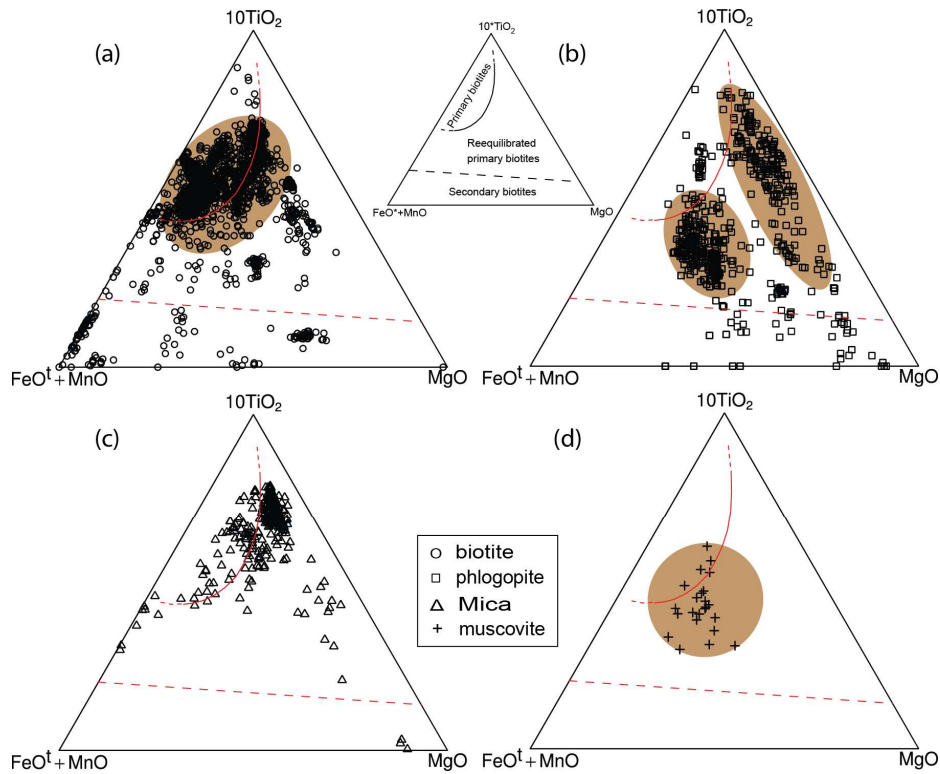 10TiO₂
(a)
FeOᵗ + MnO
MgO
10*TiO₂
Primary biotites
Reequilibrated
primary biotites
Secondary biotites
FeO*+MnO
MgO
10TiO₂
(b)
FeOᵗ + MnO
MgO
10TiO₂
(c)
FeOᵗ + MnO
MgO
biotite
phlogopite
Mica
muscovite
10TiO₂
(d)
FeOᵗ + MnO
MgO